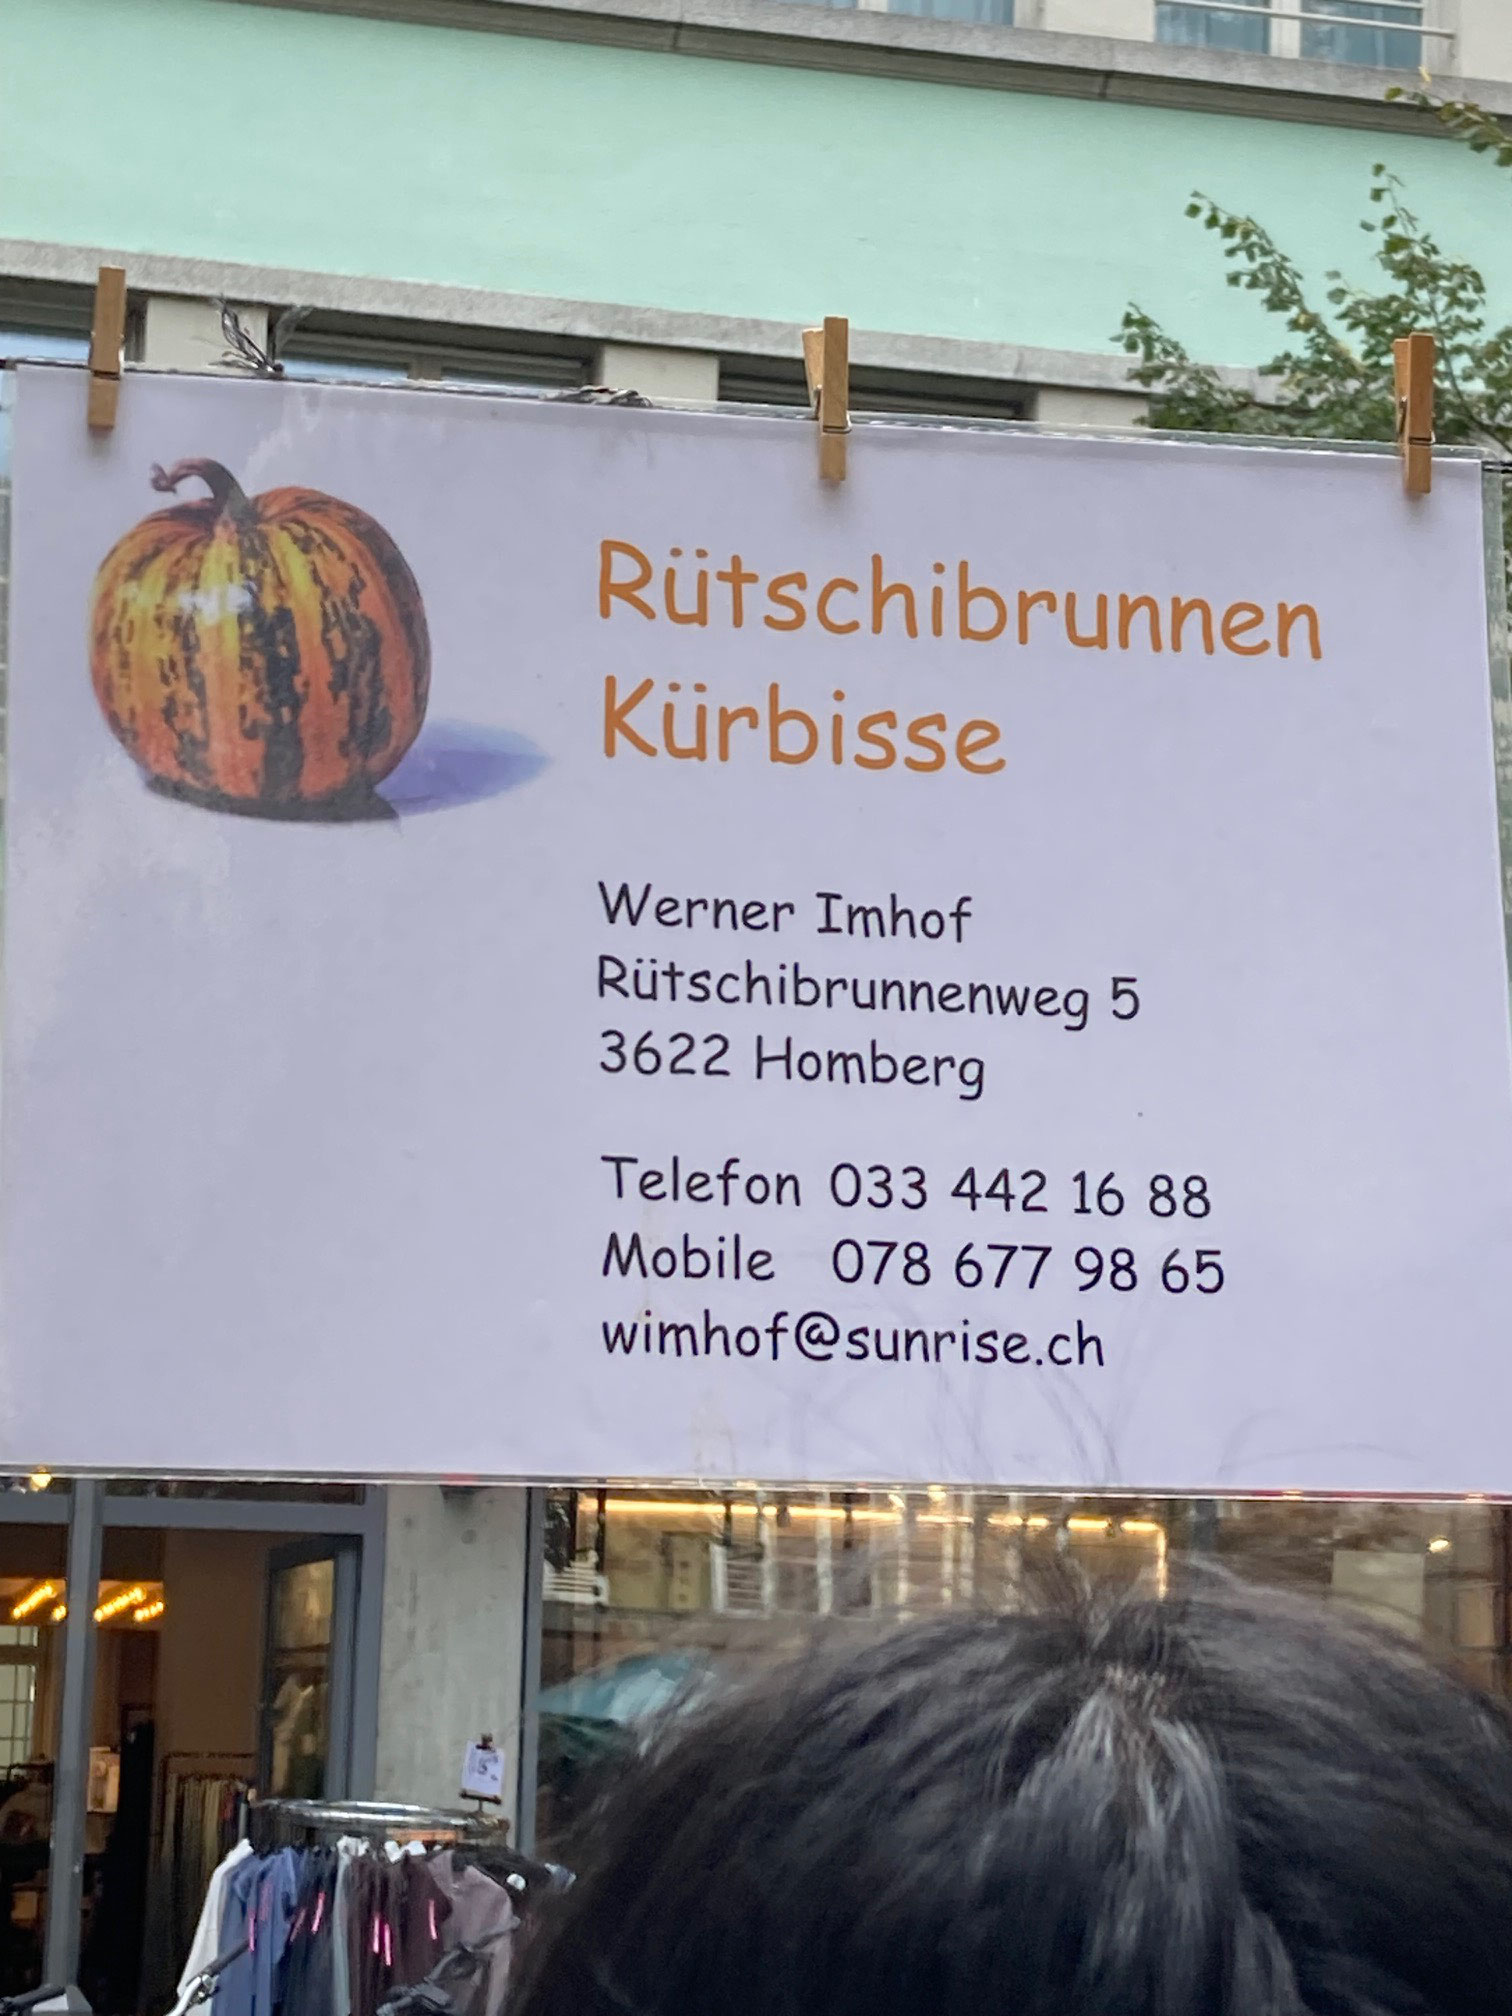 Rütschibrunnen
Kürbisse
Werner Imhof
Rütschibrunnenweg 5
3622 Homberg
Telefon 033 442 16 88
Mobile 078 677 98 65
wimhof@sunrise.ch